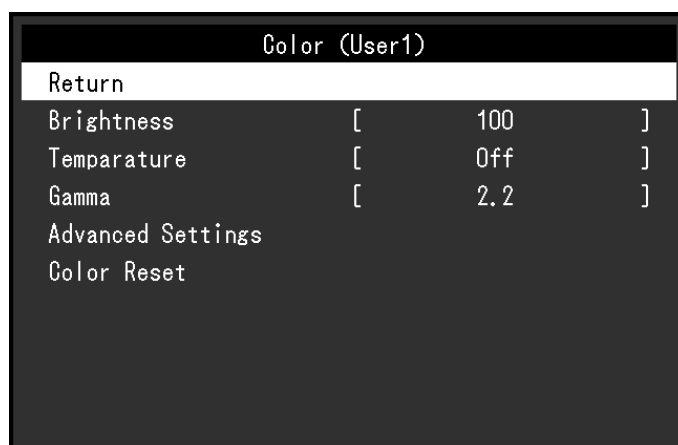 Color (User1)
Return
Brightness [ 100 ]
Temparature [ Off ]
Gamma [ 2.2 ]
Advanced Settings
Color Reset